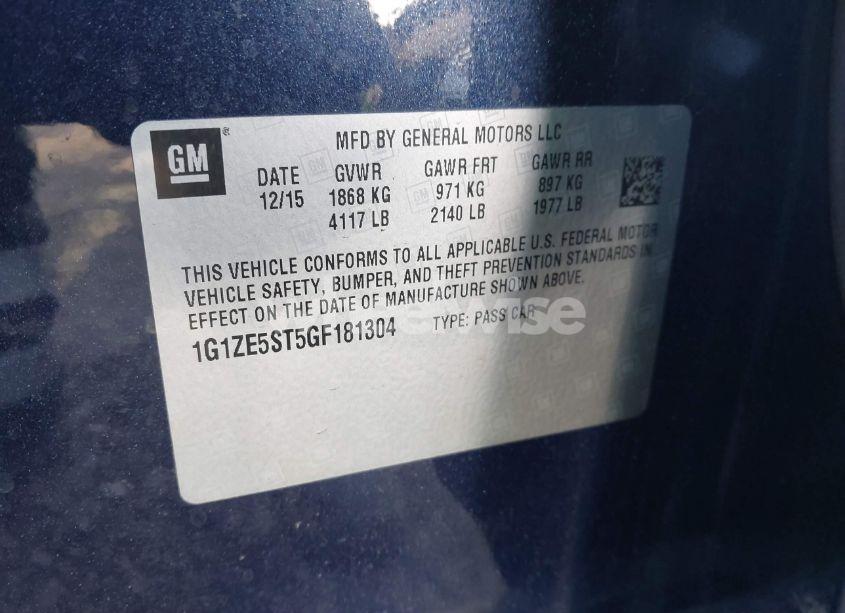 GM
MFD BY GENERAL MOTORS LLC
DATE GVWR GAWR FRT GAWR RR
12/15 1868 KG 971 KG 897 KG
4117 LB 2140 LB 1977 LB
THIS VEHICLE CONFORMS TO ALL APPLICABLE U.S. FEDERAL MOTOR
VEHICLE SAFETY, BUMPER, AND THEFT PREVENTION STANDARDS IN
EFFECT ON THE DATE OF MANUFACTURE SHOWN ABOVE.
1G1ZE5ST5GF181304 TYPE: PASS CAR